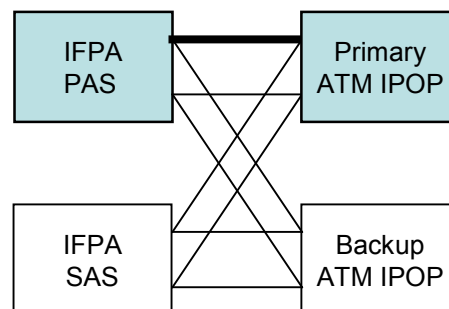 IFPA
PAS
Primary
ATM IPOP
IFPA
SAS
Backup
ATM IPOP